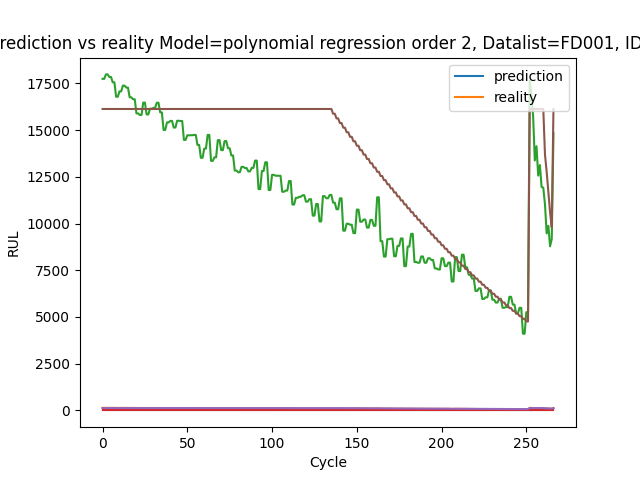 rediction vs reality Model=polynomial regression order 2, Datalist=FD001, ID
prediction
reality
RUL
17500
15000
12500
10000
7500
5000
2500
0
0 50 100 150 200 250
Cycle